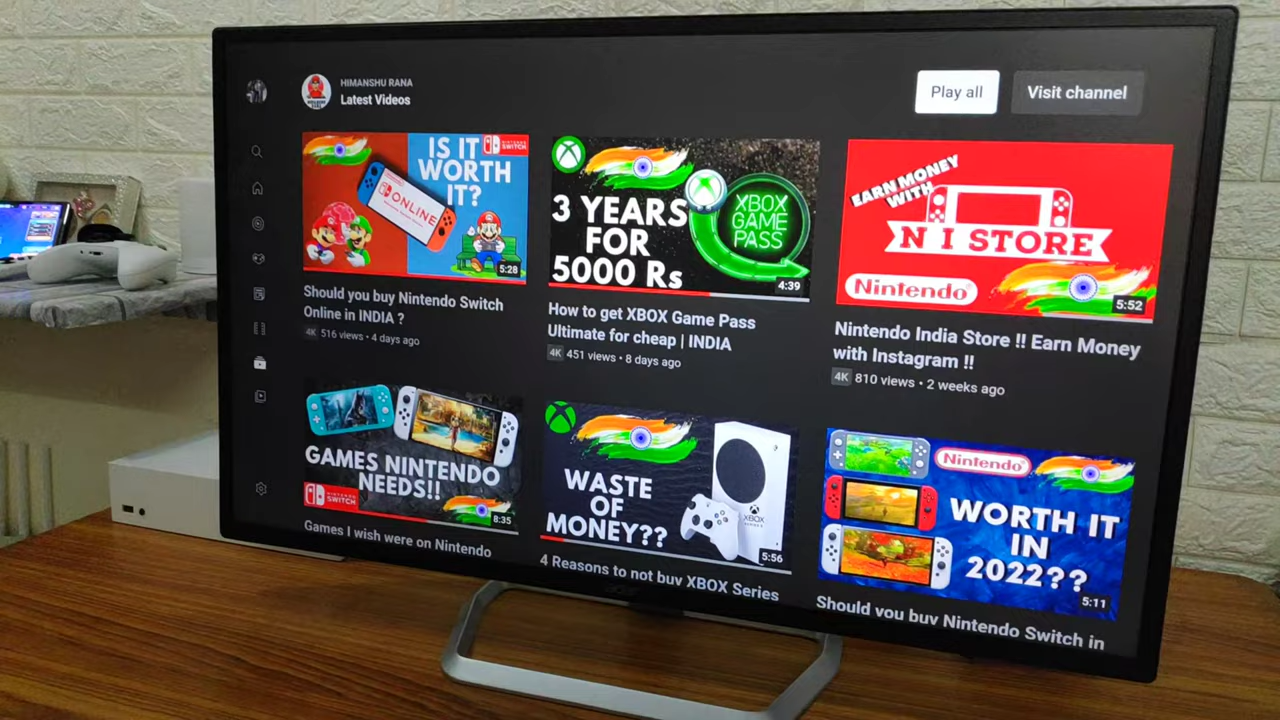 HIMANSHU RANA
Latest Videos
Play all
Visit channel
IS IT
WORTH
IT?
NINTENDO
SWITCH
ONLINE
5:28
Should you buy Nintendo Switch
Online in INDIA ?
4K 516 views • 4 days ago
3 YEARS
FOR
5000 Rs
XBOX
GAME
PASS
4:39
How to get XBOX Game Pass
Ultimate for cheap | INDIA
4K 451 views • 8 days ago
EARN MONEY
WITH
N I STORE
Nintendo
5:52
Nintendo India Store !! Earn Money
with Instagram !!
4K 810 views • 2 weeks ago
GAMES NINTENDO
NEEDS!!
NINTENDO
SWITCH
8:35
Games I wish were on Nintendo
WASTE
OF
MONEY??
XBOX
5:56
4 Reasons to not buy XBOX Series
Nintendo
WORTH IT
IN
2022??
5:11
Should you buy Nintendo Switch in
acer